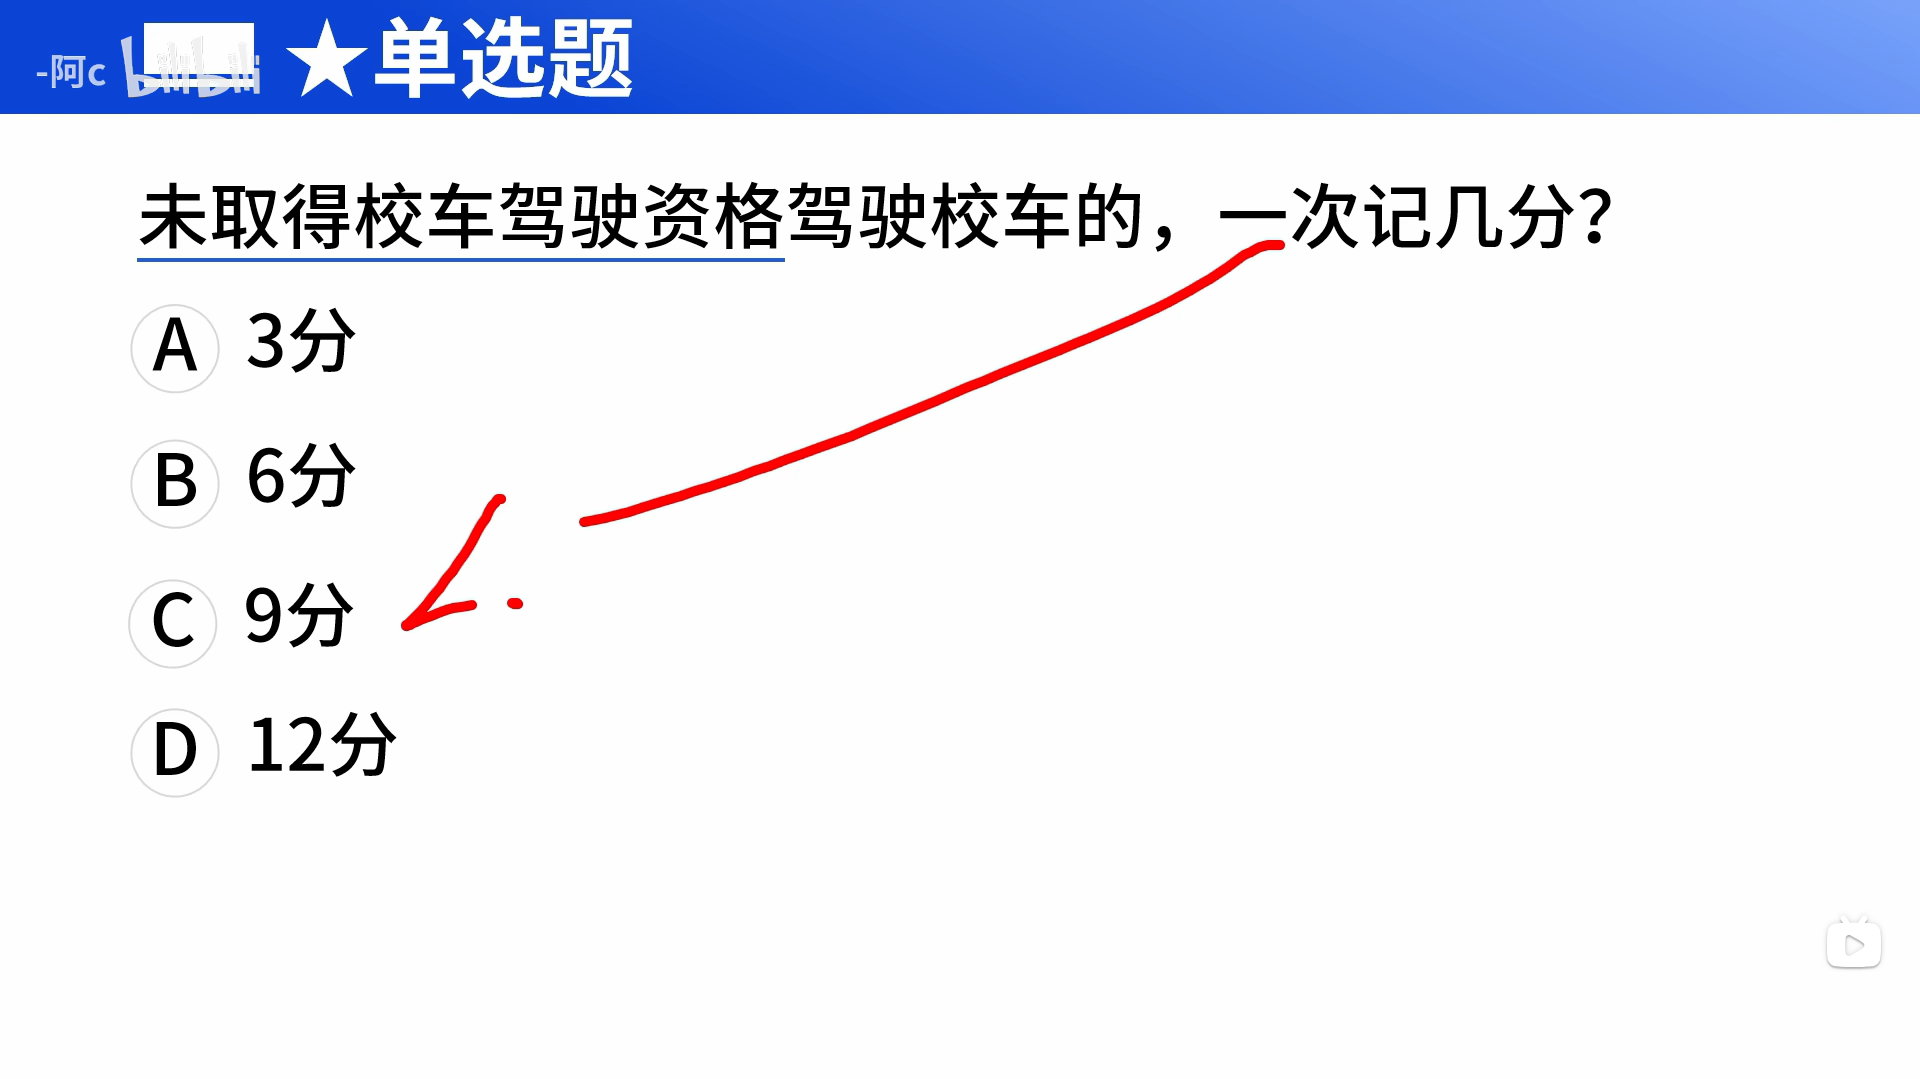 -阿c bilibili ★单选题
未取得校车驾驶资格驾驶校车的，一次记几分？
A 3分
B 6分
C 9分
D 12分